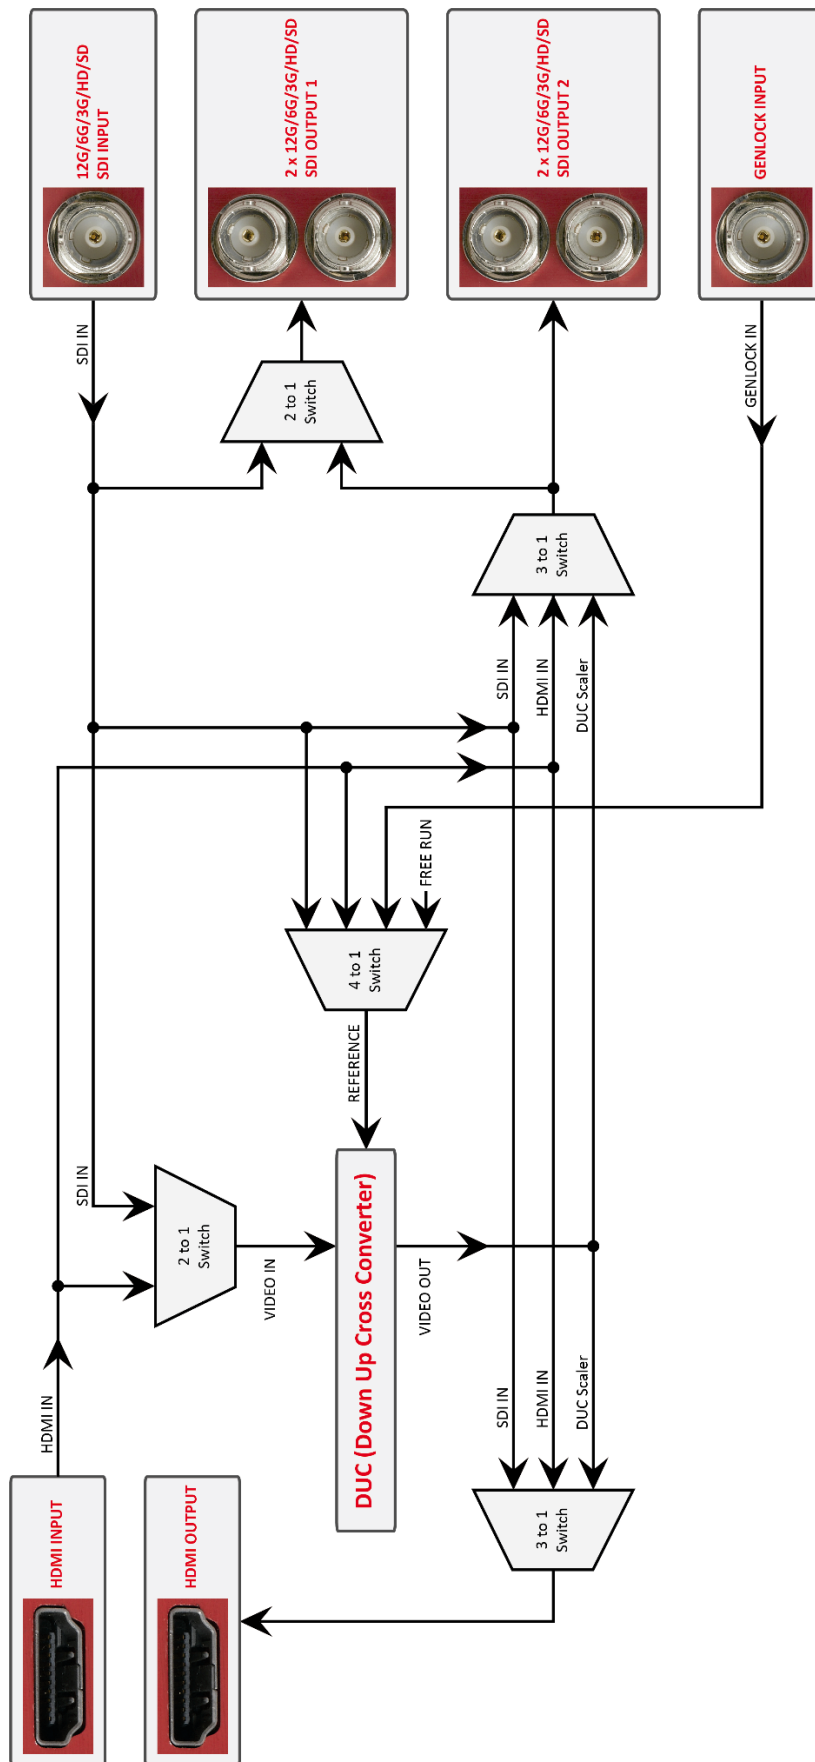 12G/6G/3G/HD/SD
SDI INPUT
2 x 12G/6G/3G/HD/SD
SDI OUTPUT 1
2 x 12G/6G/3G/HD/SD
SDI OUTPUT 2
GENLOCK INPUT
SDI IN
GENLOCK IN
2 to 1
Switch
3 to 1
Switch
SDI IN
HDMI IN
DUC Scaler
FREE RUN
4 to 1
Switch
REFERENCE
SDI IN
2 to 1
Switch
VIDEO IN
DUC (Down Up Cross Converter)
VIDEO OUT
HDMI IN
SDI IN
HDMI IN
DUC Scaler
3 to 1
Switch
HDMI INPUT
HDMI OUTPUT